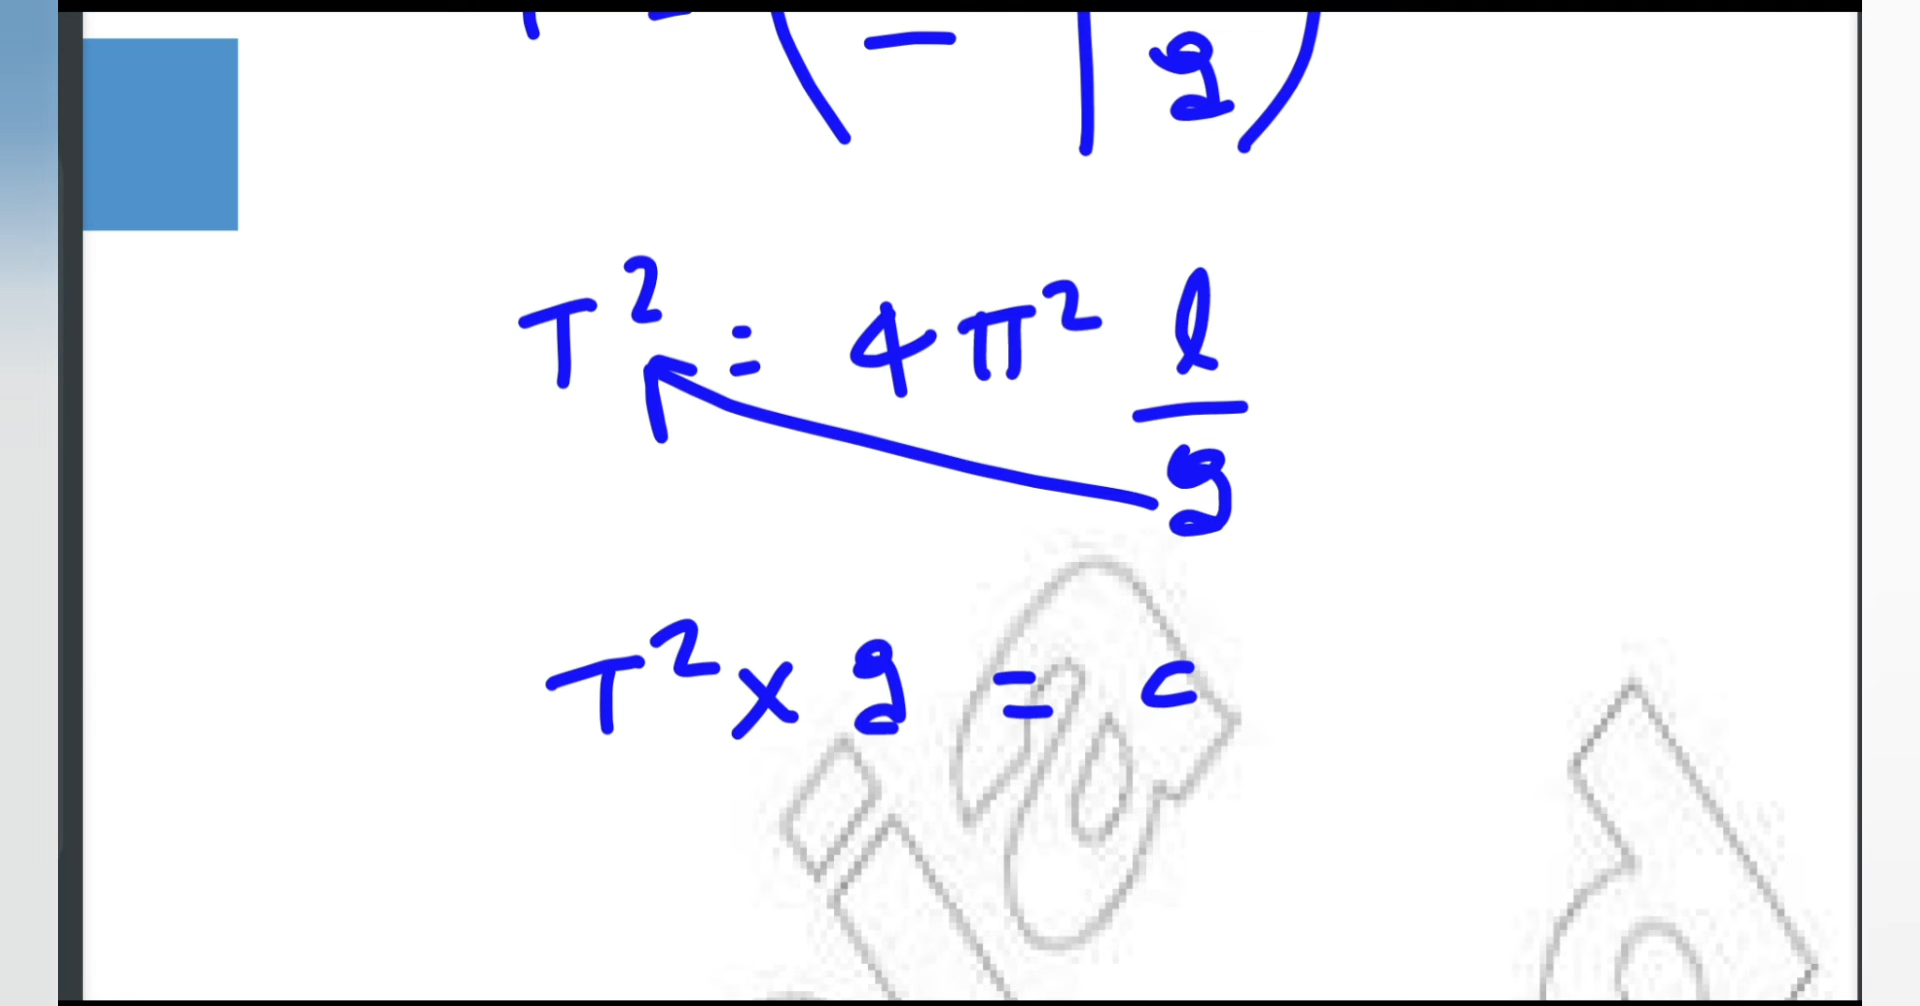 g
T² = 4π² l/g
T² x g = c